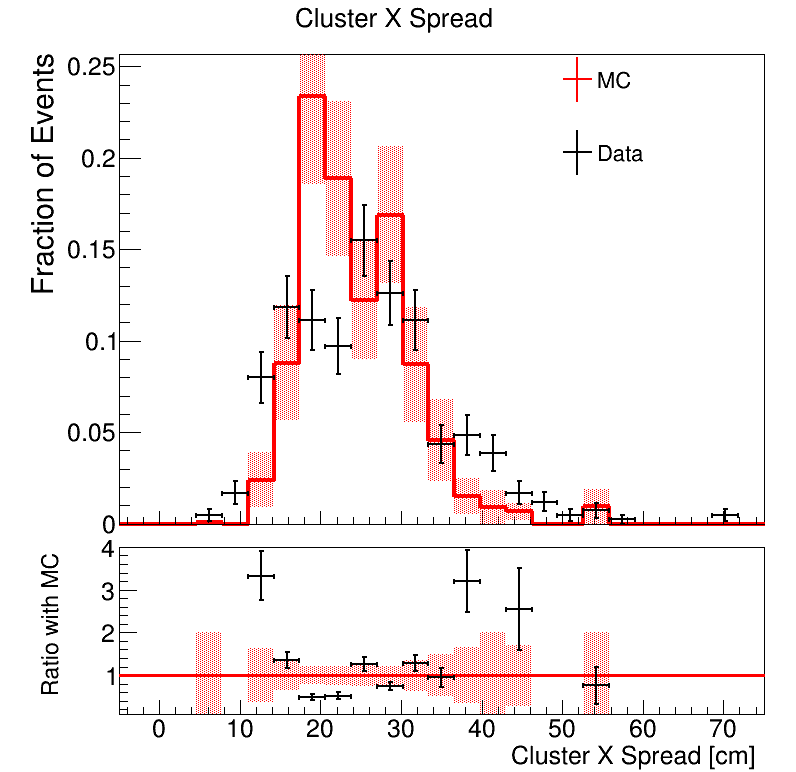 Cluster X Spread
Fraction of Events
0.25
0.2
0.15
0.1
0.05
0
MC
Data
Ratio with MC
4
3
2
1
0 10 20 30 40 50 60 70
Cluster X Spread [cm]